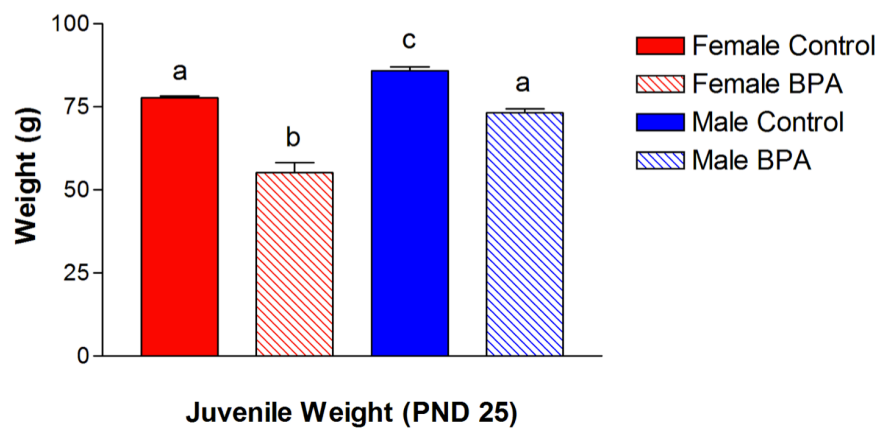 100
75
50
25
0
Weight (g)
a
b
c
a
Juvenile Weight (PND 25)
Female Control
Female BPA
Male Control
Male BPA